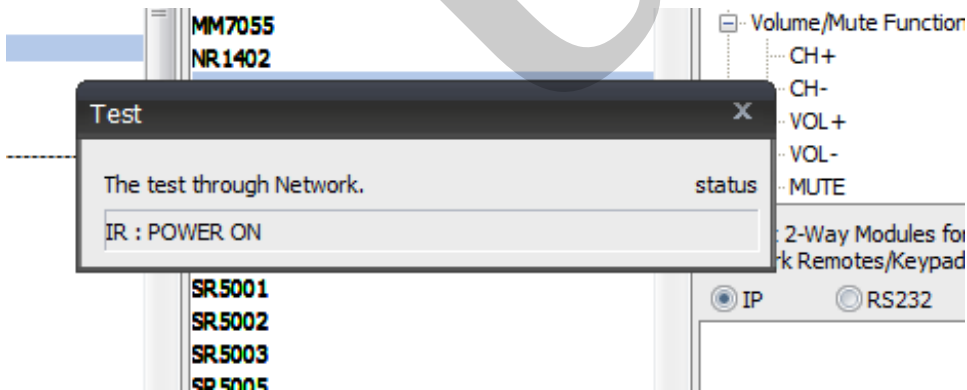 MM7055
NR1402
Test
x
The test through Network.
status
IR : POWER ON
SR5001
SR5002
SR5003
SR5005
Volume/Mute Function
CH+
CH-
VOL+
VOL-
MUTE
2-Way Modules for
Remotes/Keypad
IP
RS232